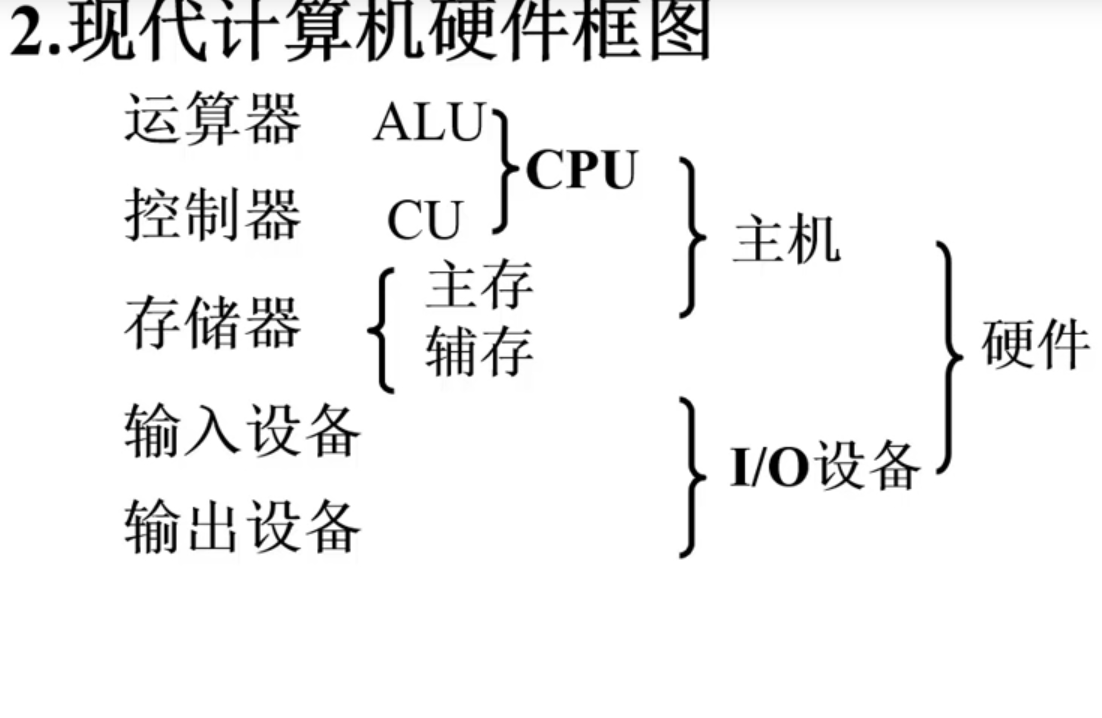 2.现代计算机硬件框图
运算器 ALU
CPU
控制器 CU
主机
主存
存储器
辅存
硬件
输入设备
I/O设备
输出设备